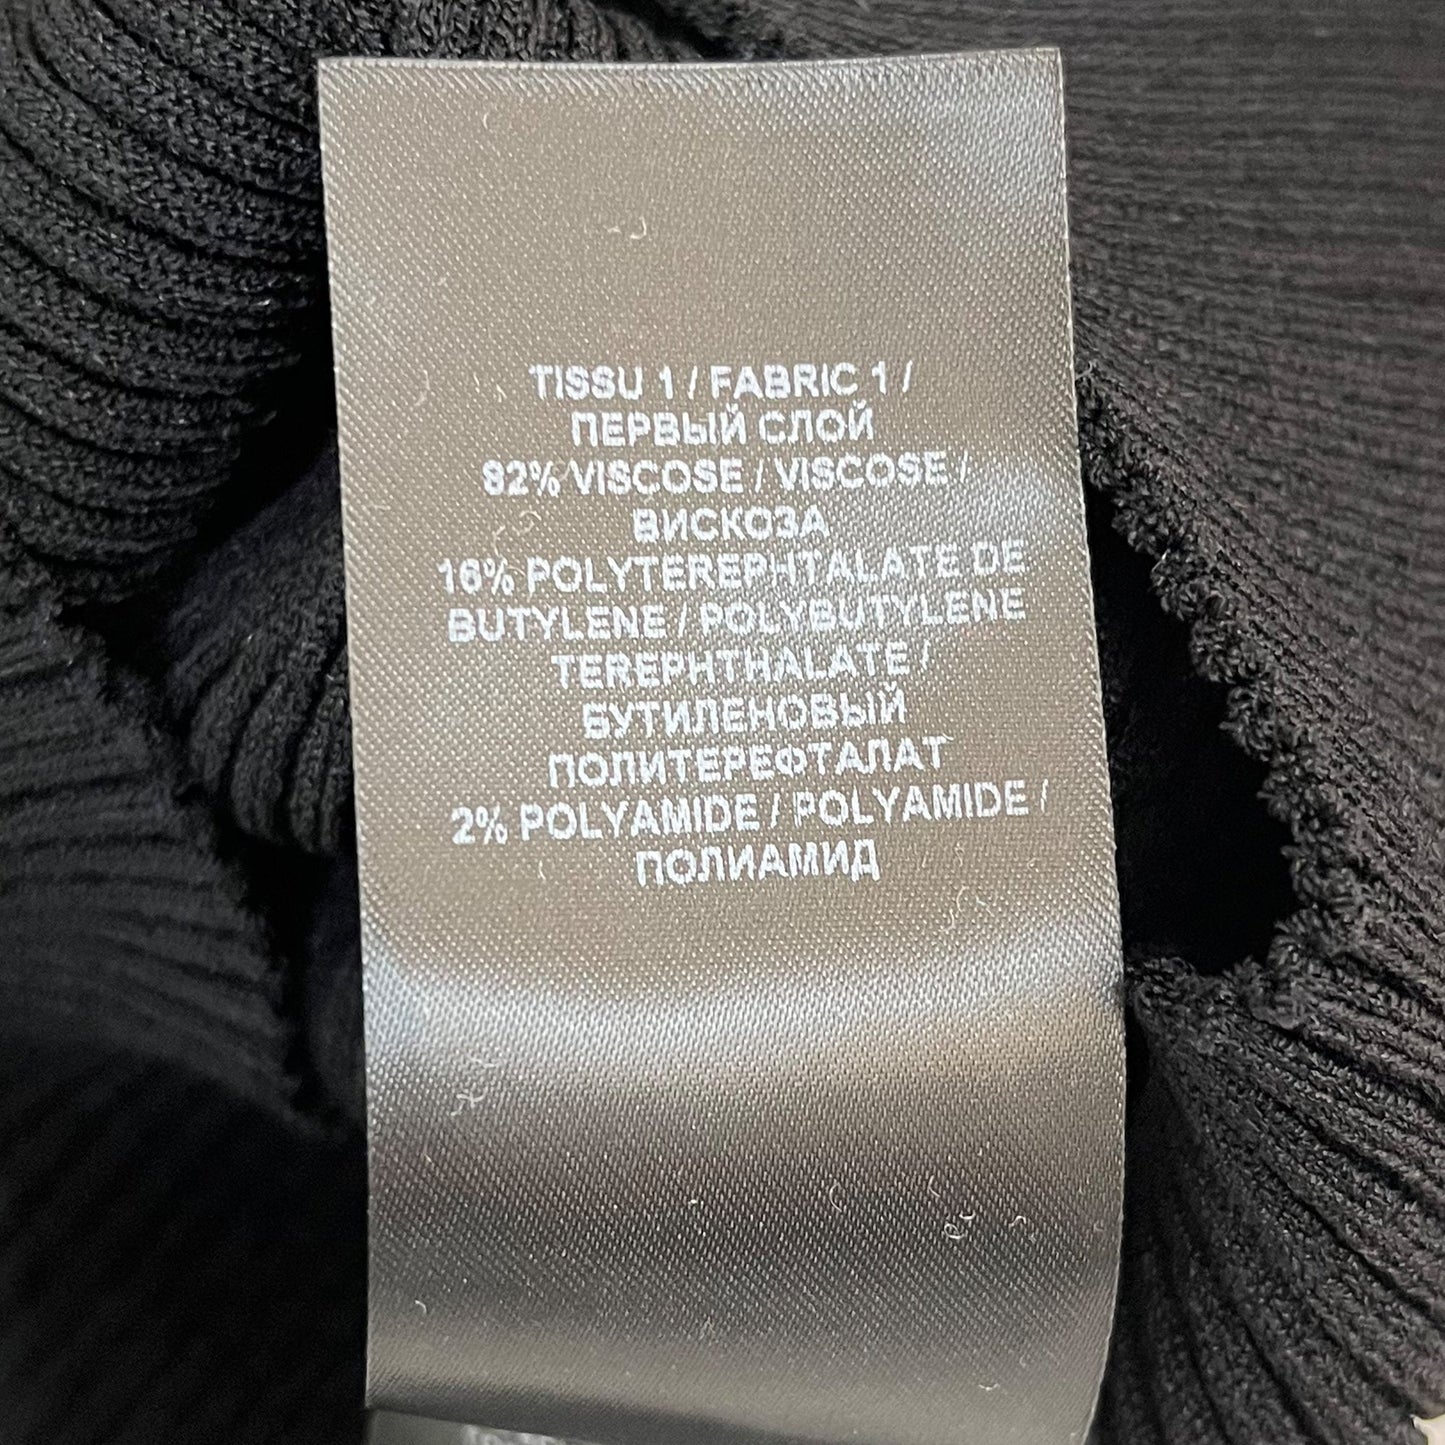 TISSU 1 / FABRIC 1 /
ПЕРВЫЙ СЛОЙ
82% VISCOSE / VISCOSE /
ВИСКОЗА
16% POLYTEREPHTALATE DE
BUTYLENE / POLYBUTYLENE
TEREPHTHALATE /
БУТИЛЕНОВЫЙ
ПОЛИТЕРЕФТАЛАТ
2% POLYAMIDE / POLYAMIDE /
ПОЛИАМИД